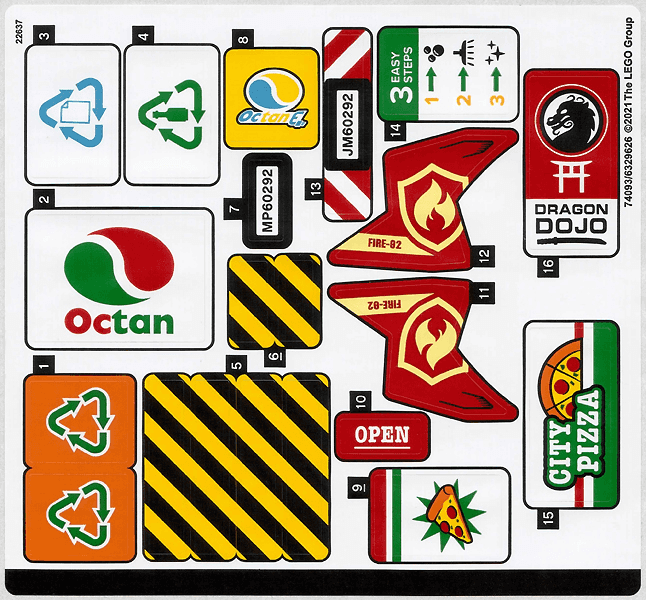 22637
3
4
8
Octan E
13
JM60292
14
3 EASY
STEPS
1
2
3
74093/6329626 ©2021 The LEGO Group
7
MP60292
FIRE-02
12
DRAGON
DOJO
16
2
Octan
5
6
FIRE-02
11
1
10
OPEN
9
CITY
PIZZA
15